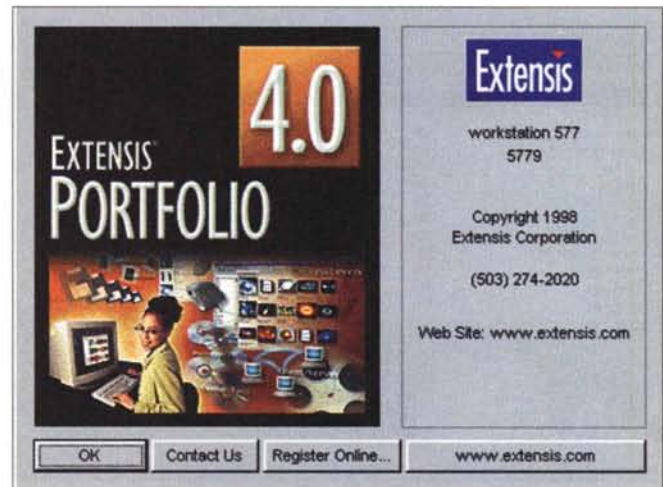 4.0
EXTENSIS™
PORTFOLIO
Extensis
workstation 577
5779
Copyright 1998
Extensis Corporation
(503) 274-2020
Web Site: www.extensis.com
OK
Contact Us
Register Online...
www.extensis.com